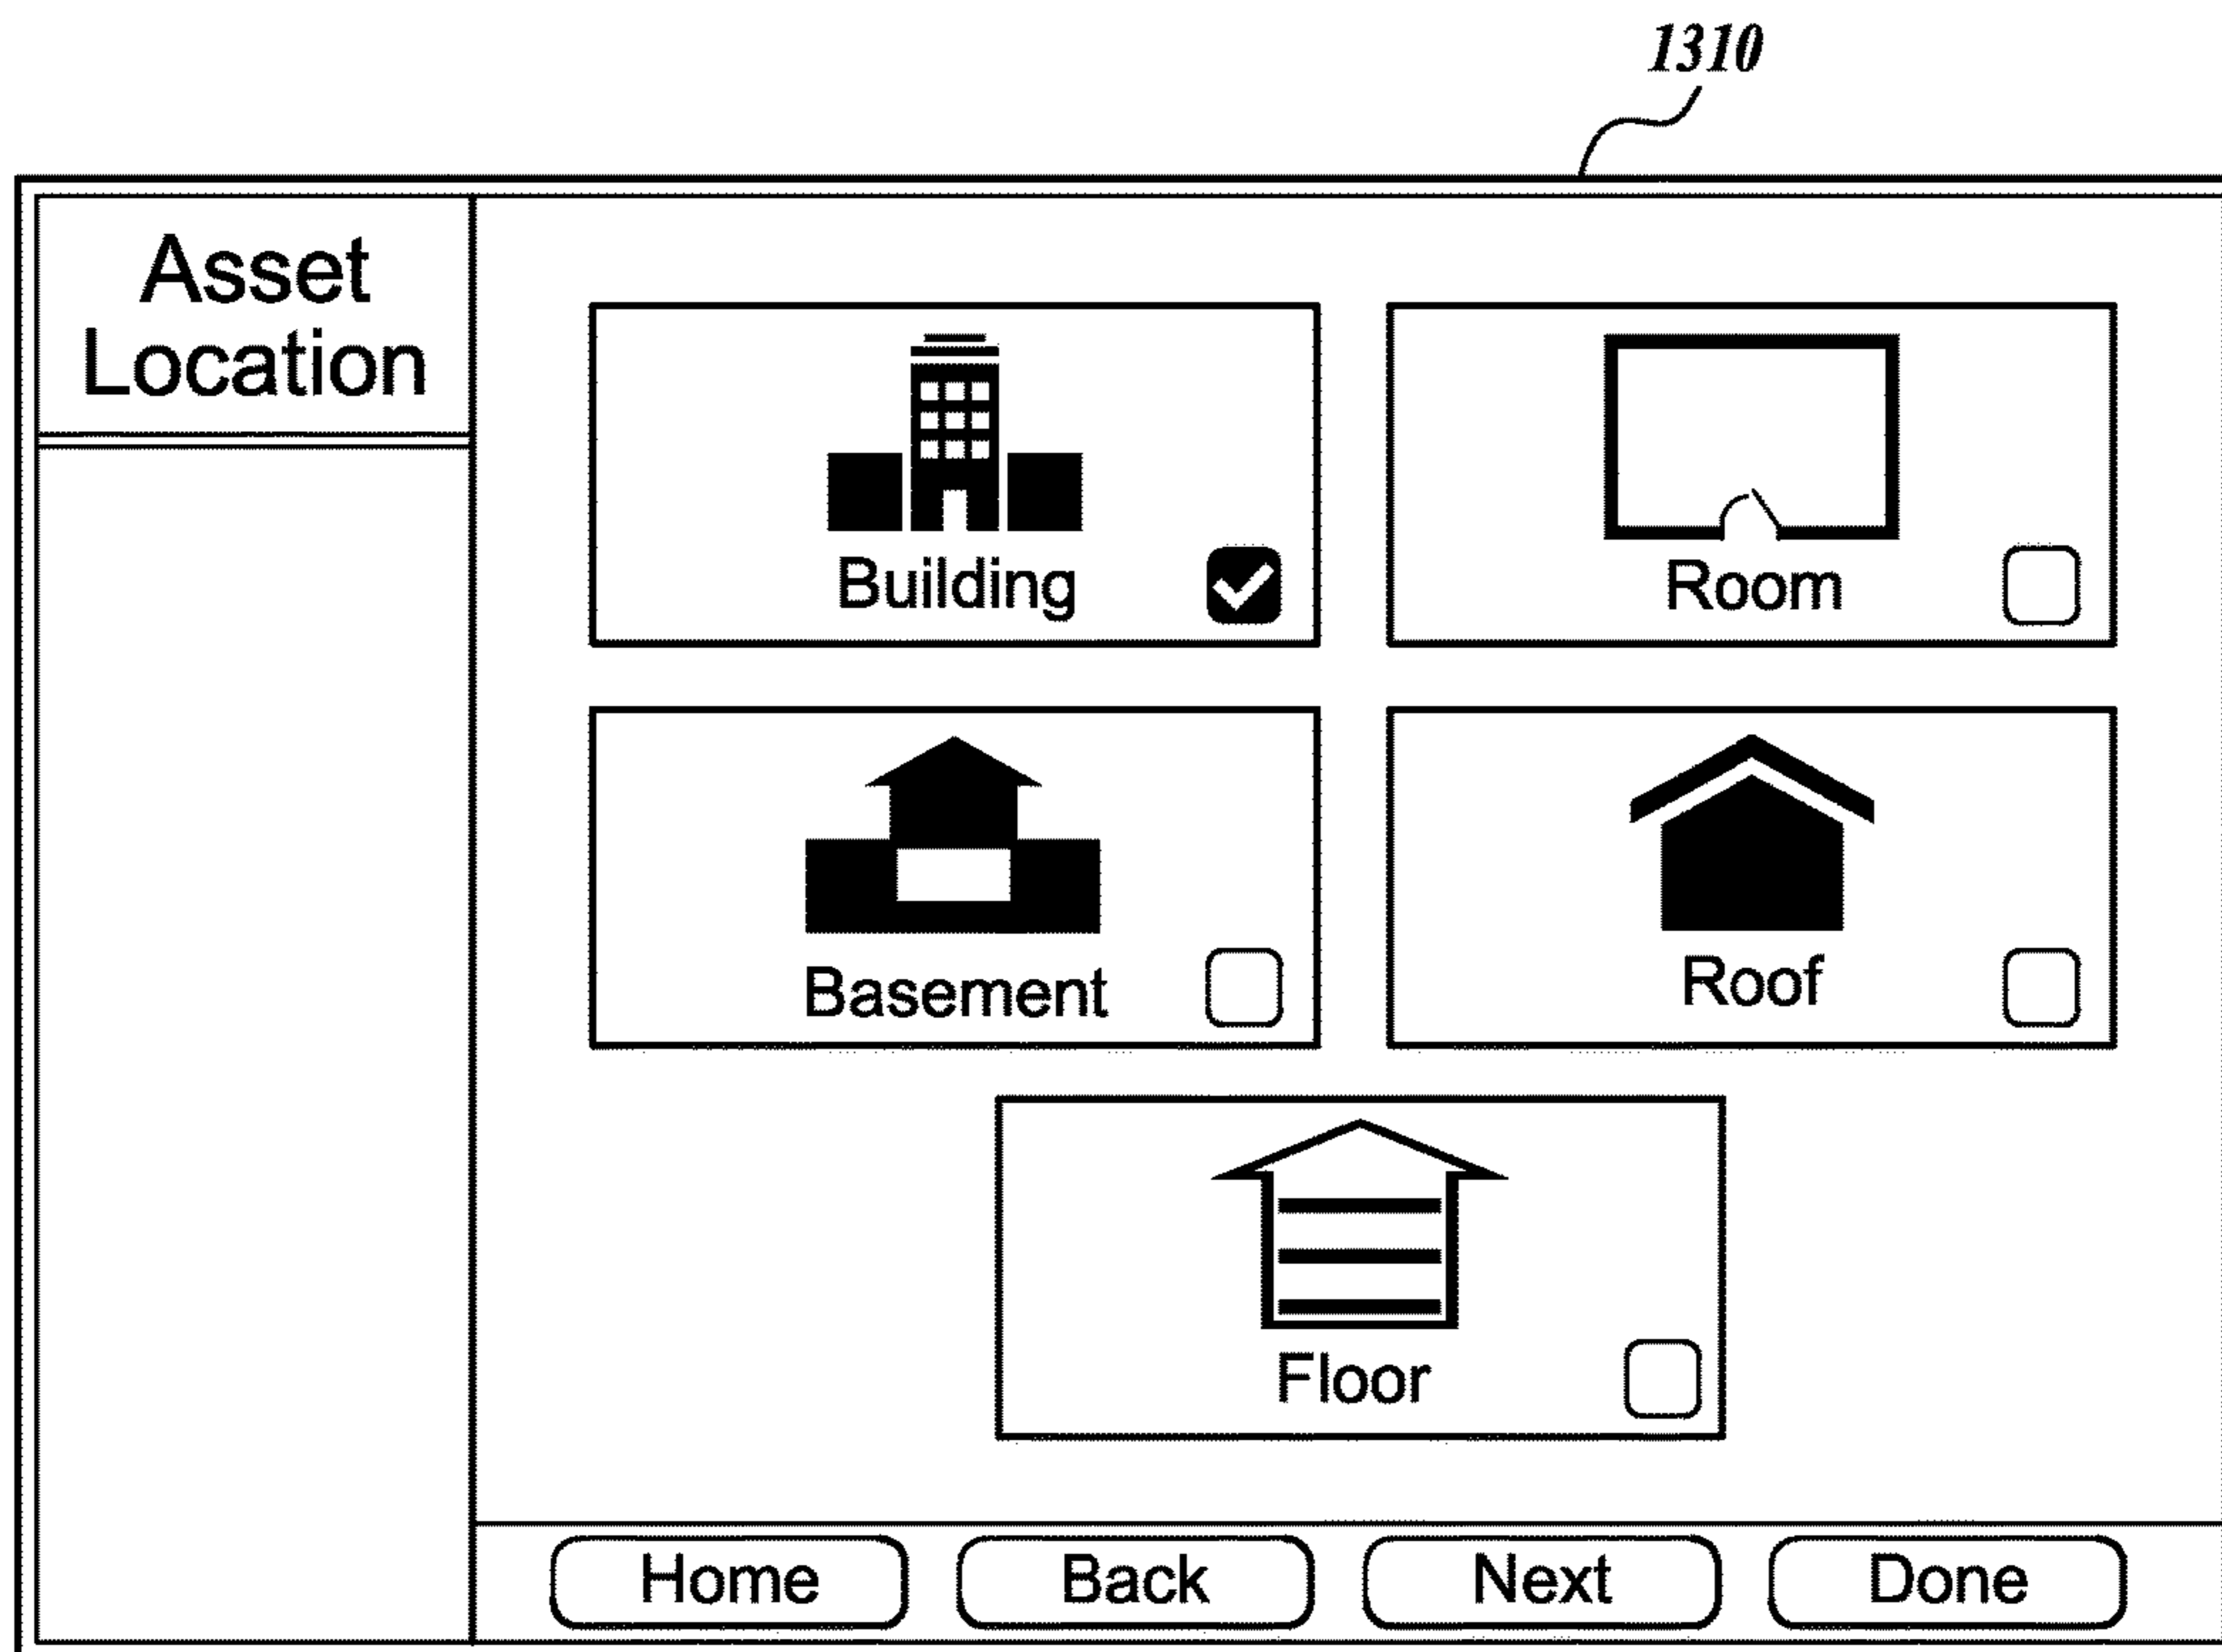 1310
Asset
Location
Building
Room
Basement
Roof
Floor
Home
Back
Next
Done